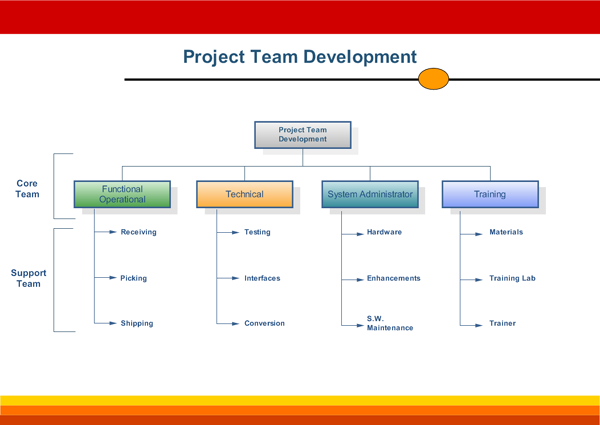 Project Team Development
Project Team
Development
Core
Team
Functional
Operational
Technical
System Administrator
Training
Support
Team
Receiving
Testing
Hardware
Materials
Picking
Interfaces
Enhancements
Training Lab
Shipping
Conversion
S.W.
Maintenance
Trainer